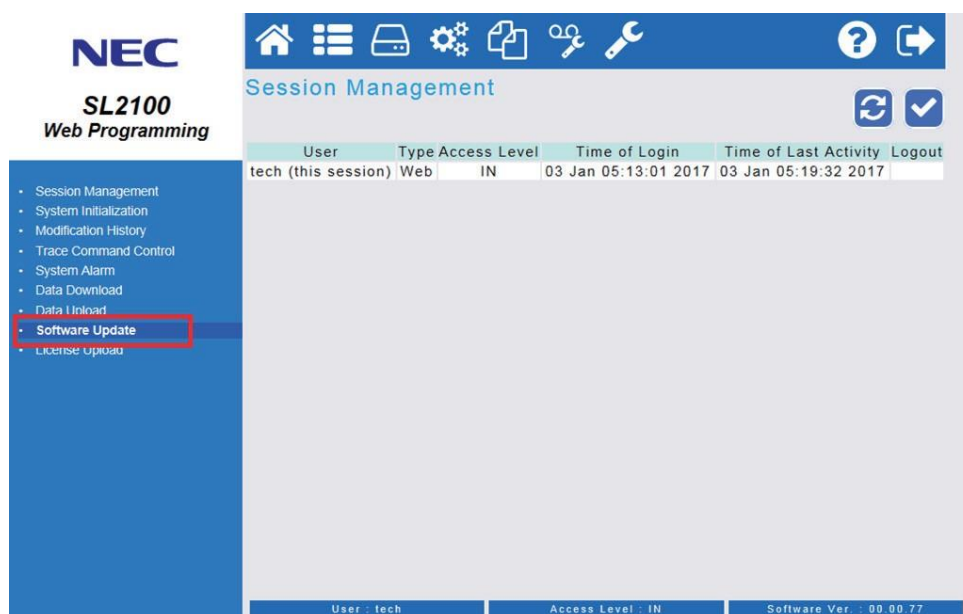 NEC
SL2100
Web Programming
Session Management
User Type Access Level Time of Login Time of Last Activity Logout
tech (this session) Web IN 03 Jan 05:13:01 2017 03 Jan 05:19:32 2017
Session Management
System Initialization
Modification History
Trace Command Control
System Alarm
Data Download
Data Upload
Software Update
License Upload
User : tech Access Level : IN Software Ver. : 00.00.77